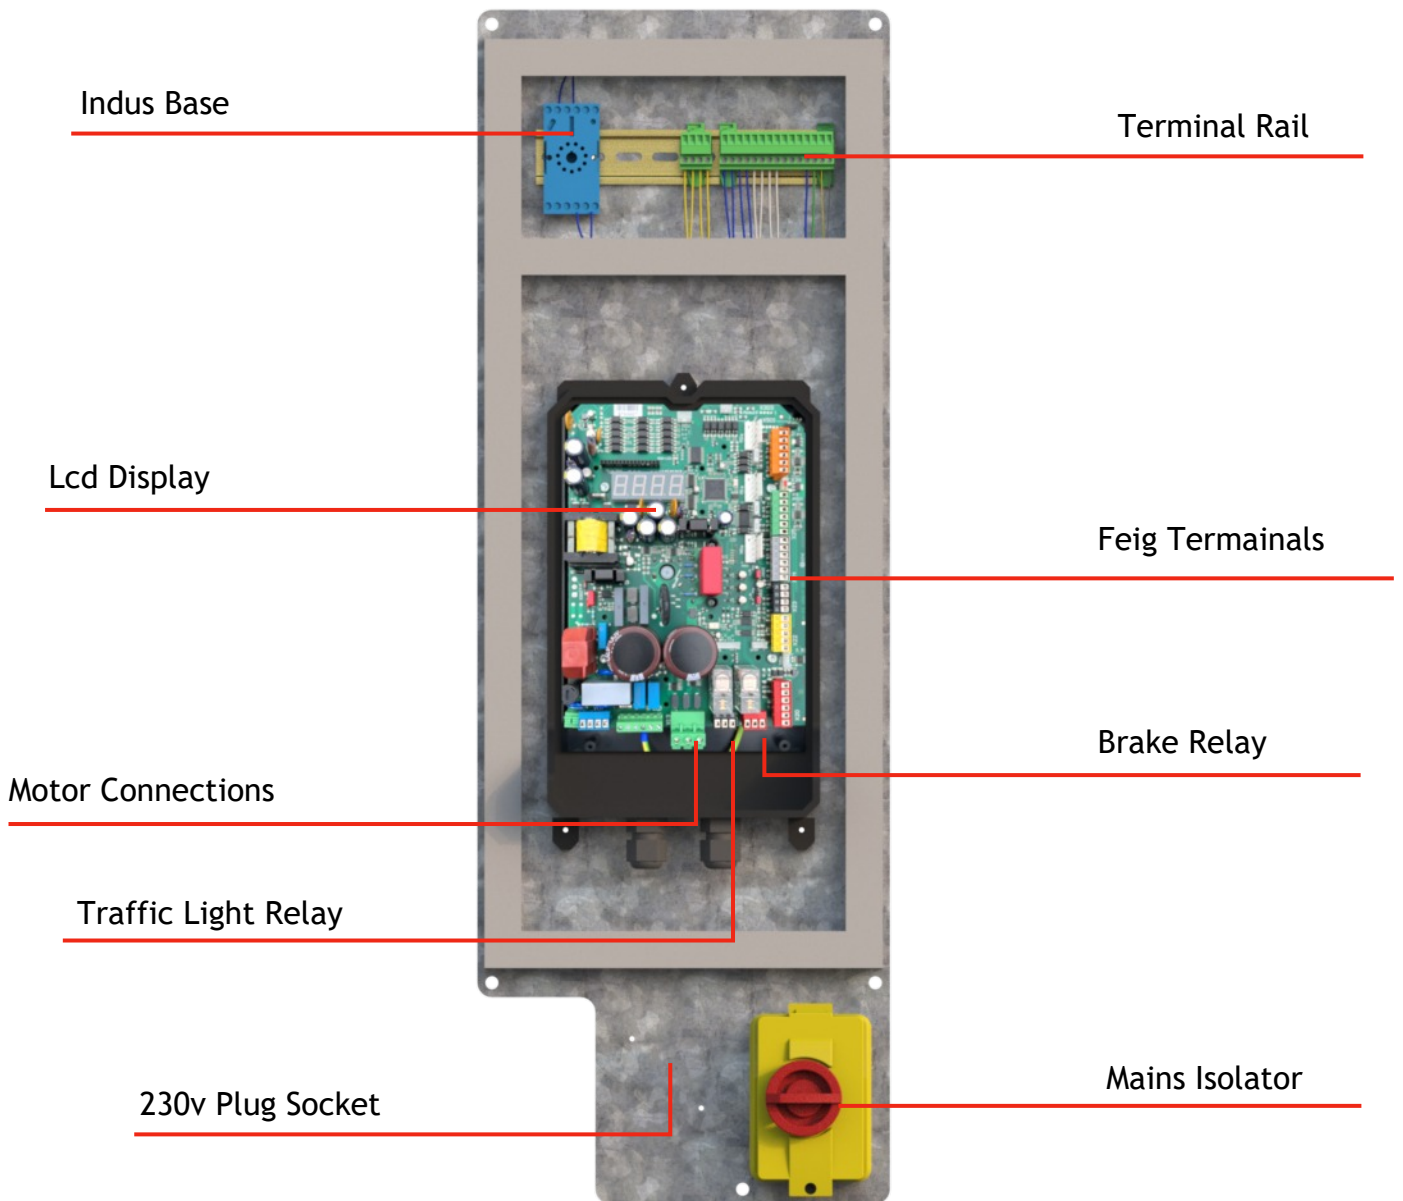 Indus Base
Terminal Rail
Lcd Display
Feig Termainals
Brake Relay
Motor Connections
Traffic Light Relay
Mains Isolator
230v Plug Socket